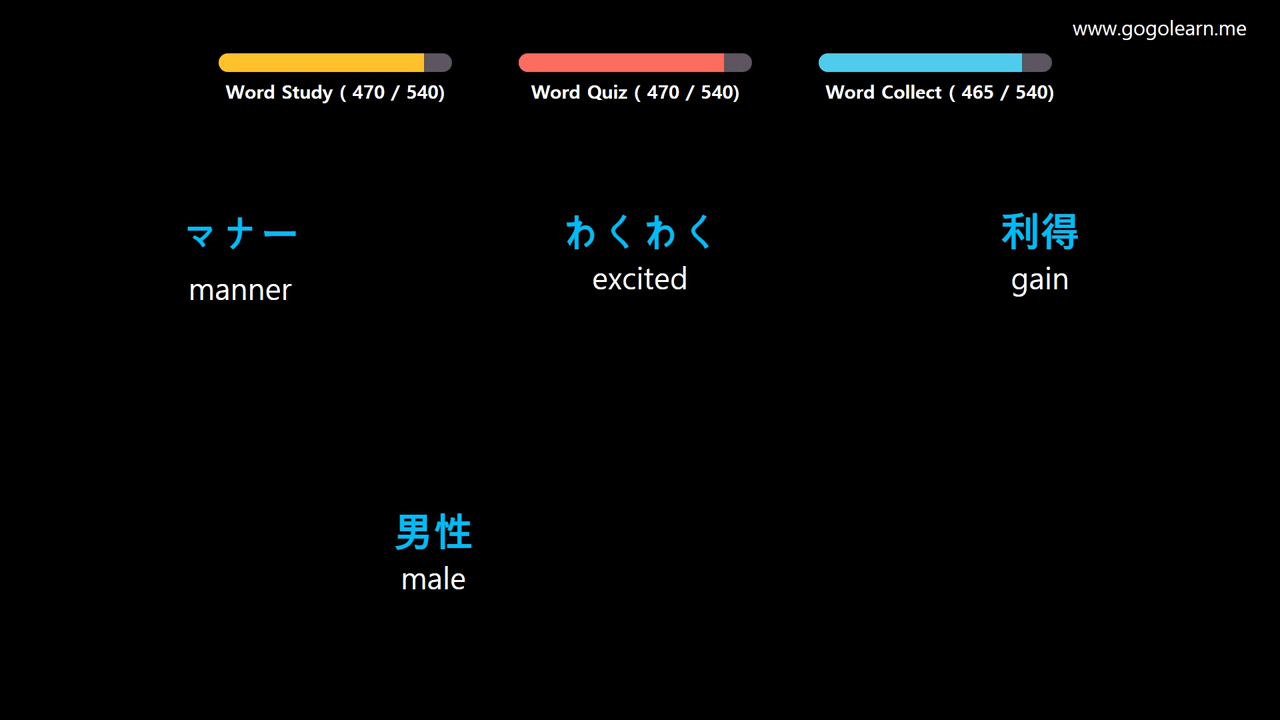 www.gogolearn.me
Word Study ( 470 / 540)
Word Quiz ( 470 / 540)
Word Collect ( 465 / 540)
マナー
manner
わくわく
excited
利得
gain
男性
male